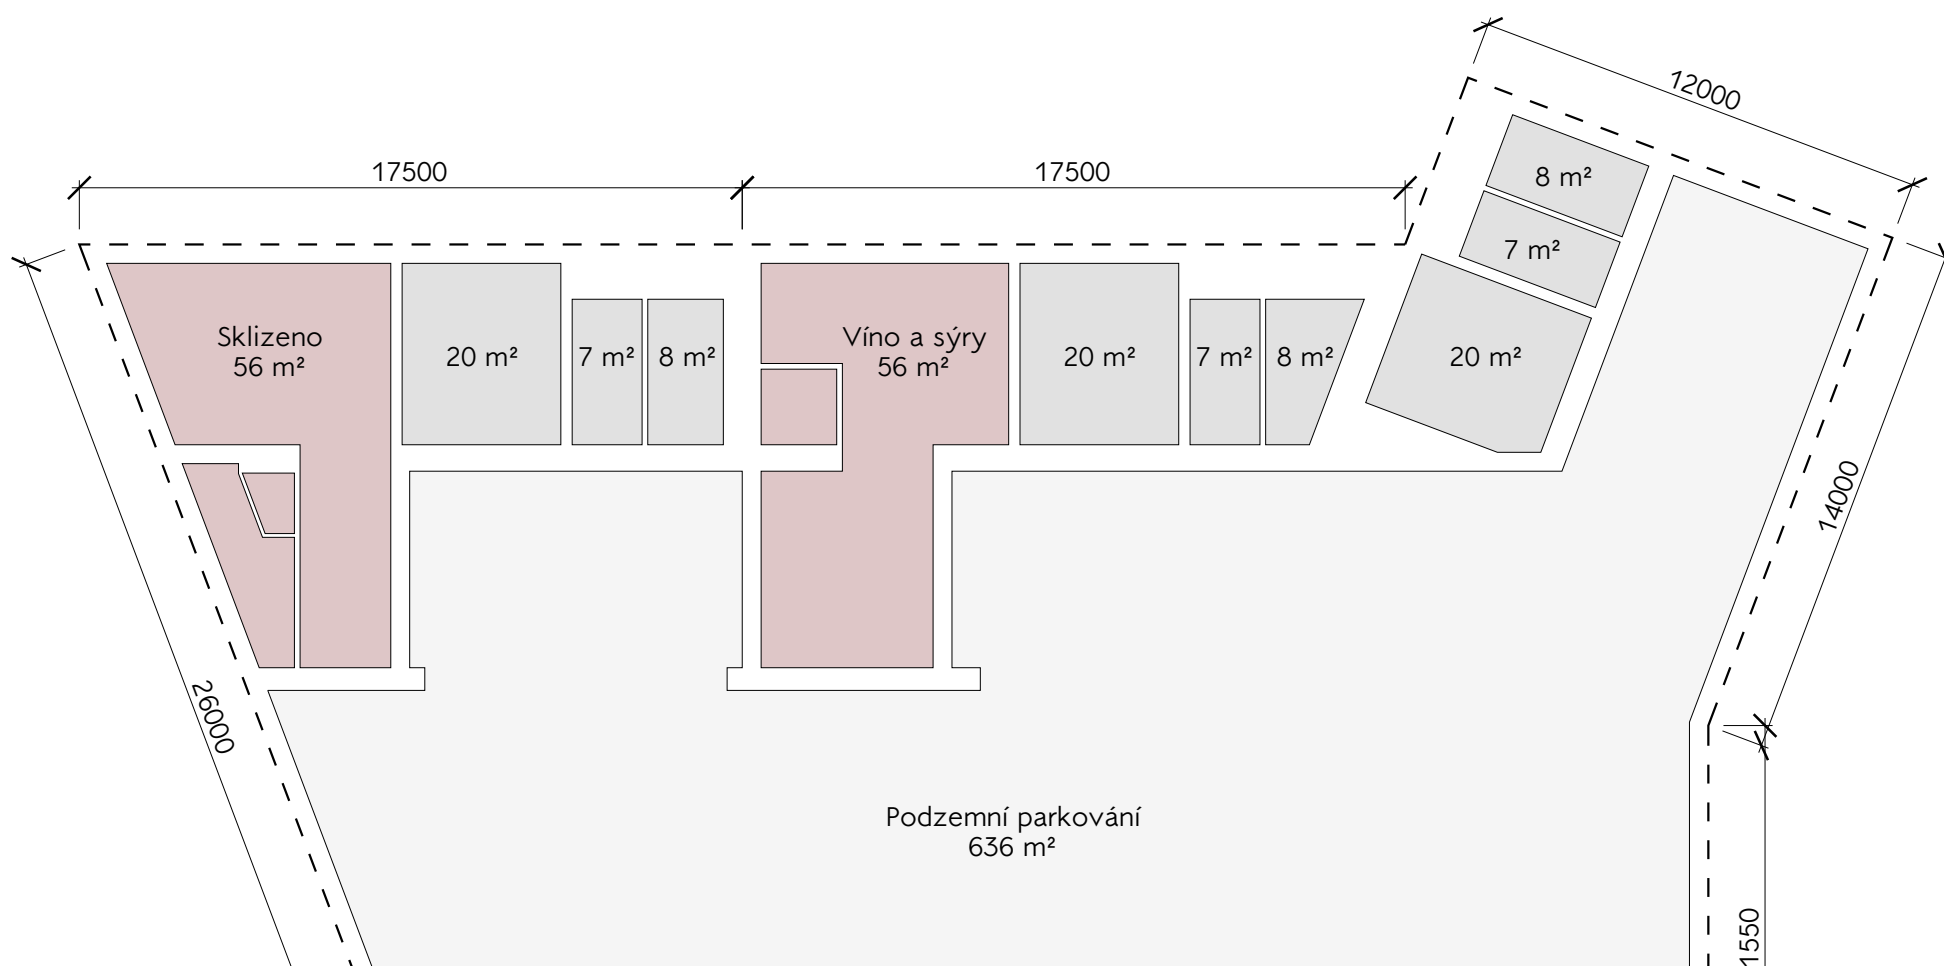 12000
17500
17500
8 m²
7 m²
Sklizeno
56 m²
20 m²
7 m²
8 m²
Víno a sýry
56 m²
20 m²
7 m²
8 m²
20 m²
14000
26000
Podzemní parkování
636 m²
1550